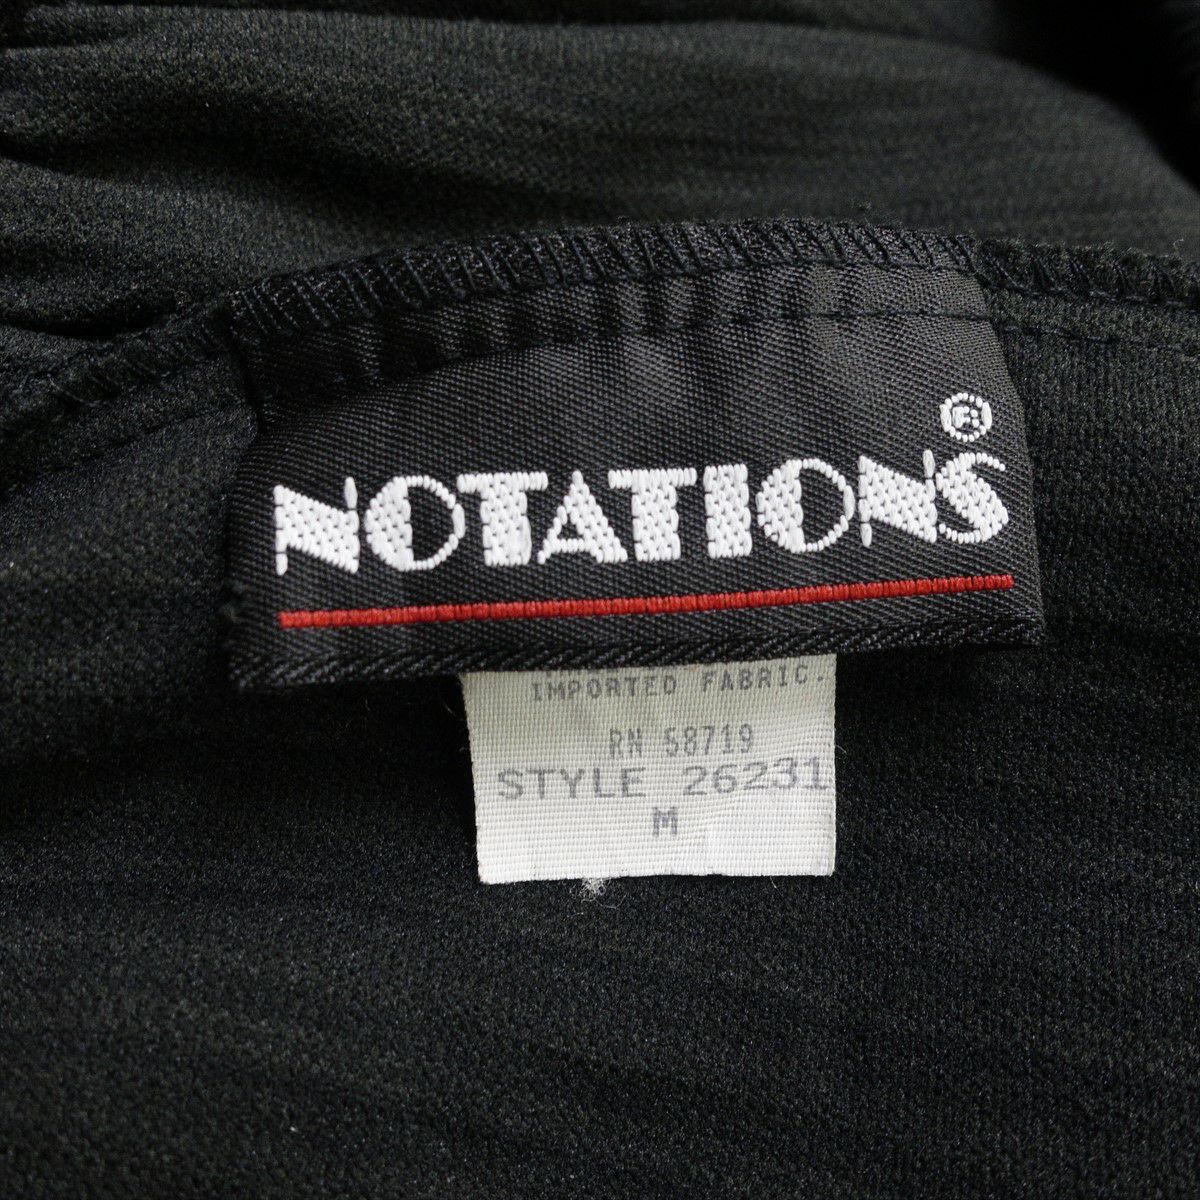 NOTATIONS®
IMPORTED FABRIC.
RN 58719
STYLE 26231
M